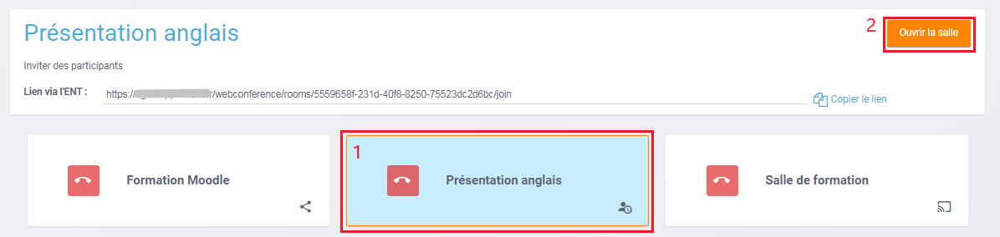 Présentation anglais
2
Ouvrir la salle
Inviter des participants
Lien via l'ENT :
https:// /webconference/rooms/5559658f-231d-40f8-8250-75523dc2d6bc/join
Copier le lien
Formation Moodle
1
Présentation anglais
Salle de formation